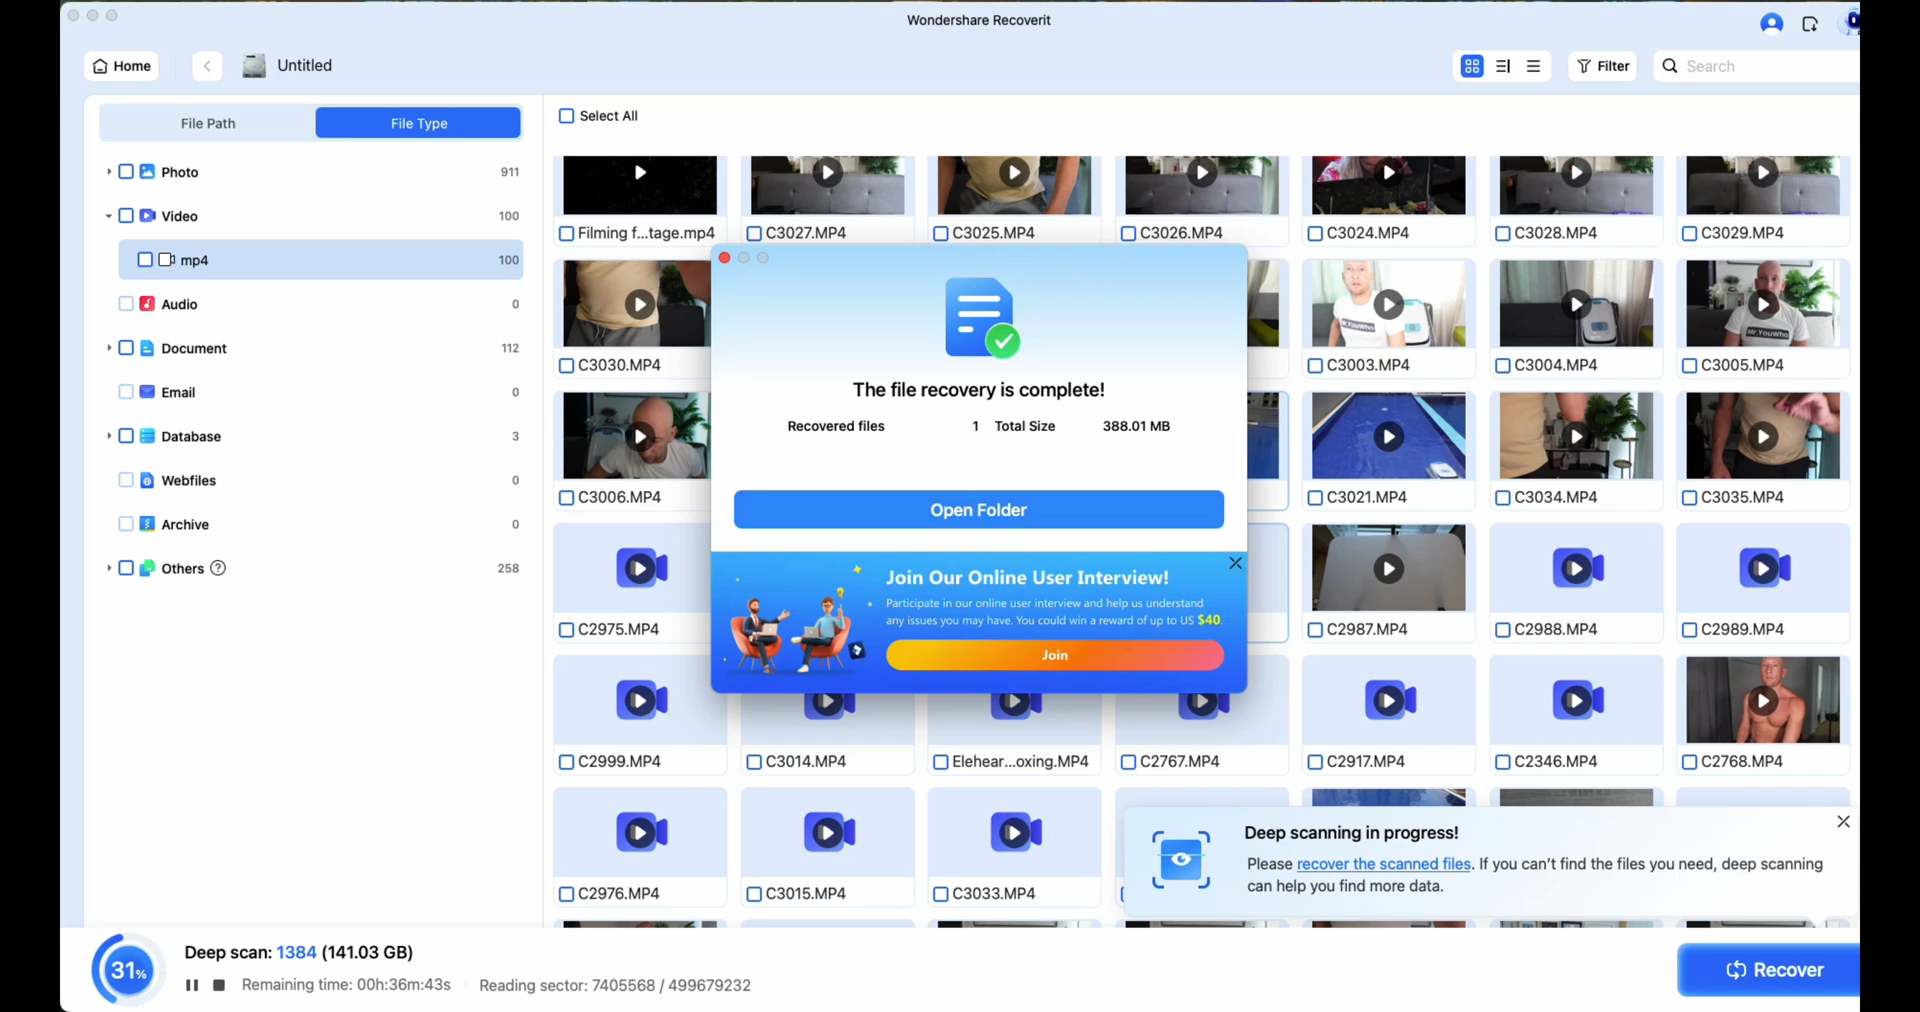 Wondershare Recoverit
Home
Untitled
Filter
Search
File Path
File Type
Select All
Photo 911
Video 100
mp4 100
Audio 0
Document 112
Email 0
Database 3
Webfiles 0
Archive 0
Others ? 258
Filming f...tage.mp4
C3027.MP4
C3025.MP4
C3026.MP4
C3024.MP4
C3028.MP4
C3029.MP4
C3030.MP4
C3003.MP4
C3004.MP4
Mr.YouWho
Mr.YouWho
C3005.MP4
C3006.MP4
C3021.MP4
C3034.MP4
C3035.MP4
C2975.MP4
C2987.MP4
C2988.MP4
C2989.MP4
C2999.MP4
C3014.MP4
Elehear...oxing.MP4
C2767.MP4
C2917.MP4
C2346.MP4
C2768.MP4
C2976.MP4
C3015.MP4
C3033.MP4
The file recovery is complete!
Recovered files 1 Total Size 388.01 MB
Open Folder
Join Our Online User Interview!
Participate in our online user interview and help us understand
any issues you may have. You could win a reward of up to US $40.
Join
Deep scanning in progress!
Please recover the scanned files. If you can't find the files you need, deep scanning
can help you find more data.
31%
Deep scan: 1384 (141.03 GB)
Remaining time: 00h:36m:43s
Reading sector: 7405568 / 499679232
Recover